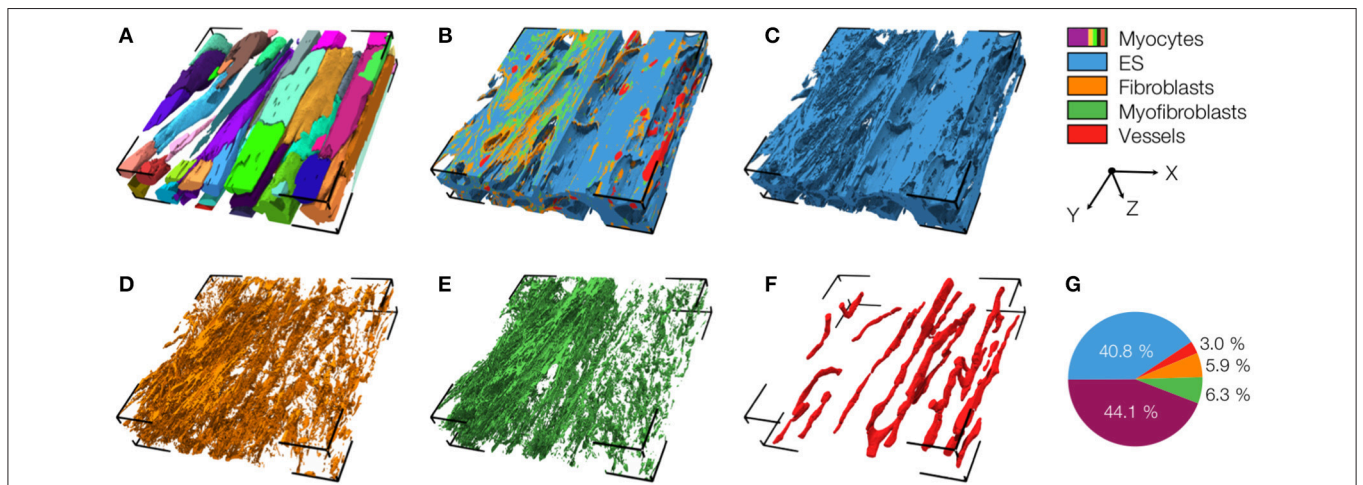 A
B
C
Myocytes
ES
Fibroblasts
Myofibroblasts
Vessels
X
Y
Z
D
E
F
G
40.8 %
3.0 %
5.9 %
6.3 %
44.1 %